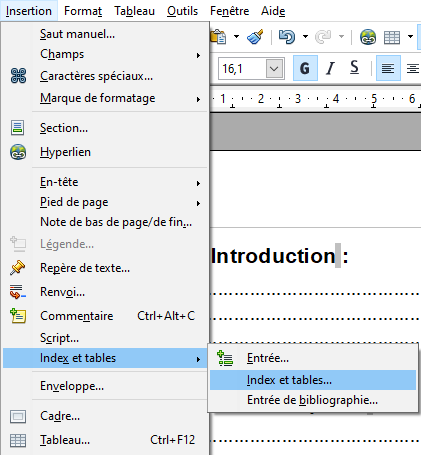 Insertion Format Tableau Outils Fenêtre Aide
Saut manuel...
Champs
Caractères spéciaux...
Marque de formatage
16,1 G I S
1 2 3 4 5 6
Section...
Hyperlien
En-tête
Pied de page
Note de bas de page/de fin...
Légende...
Introduction :
Repère de texte...
Renvoi...
Commentaire Ctrl+Alt+C
Script...
Index et tables
Entrée...
Index et tables...
Entrée de bibliographie...
Enveloppe...
Cadre...
Tableau... Ctrl+F12